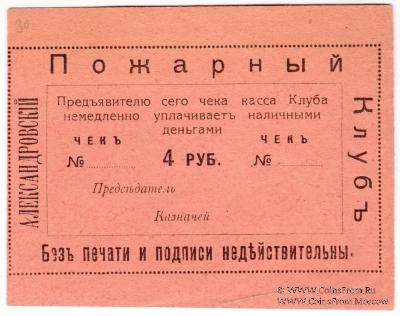 30
Пожарный
АЛЕКСАНДРОВСКІЙ
Клубъ
Предъявителю сего чека касса Клуба
немедленно уплачиваетъ наличными
деньгами
ЧЕКЪ ЧЕКЪ
№ 4 РУБ. №
Предсѣдатель
Казначей
Безъ печати и подписи недѣйствительны.
© Www.CoinsFrom.Ru
Www.CoinsFrom.Moscow